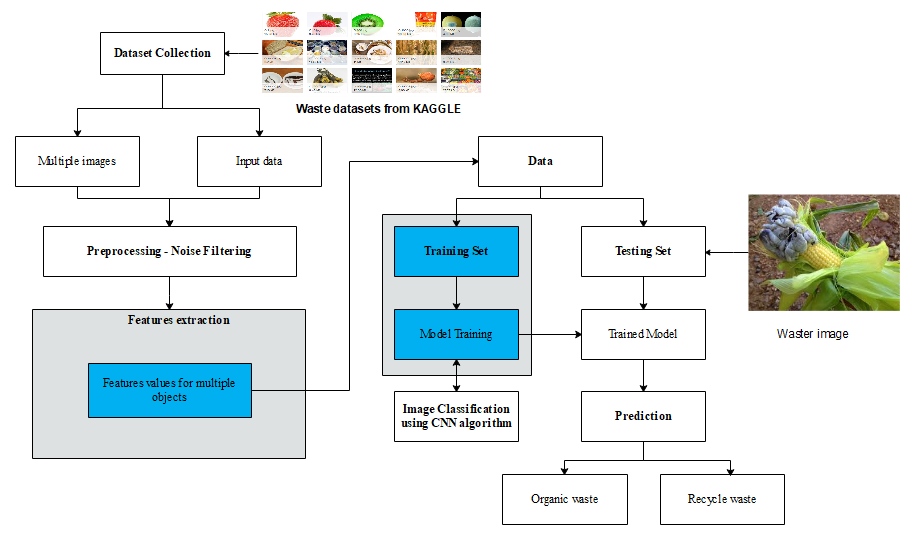 Dataset Collection
Waste datasets from KAGGLE
Multiple images
Input data
Data
Preprocessing - Noise Filtering
Training Set
Testing Set
Features extraction
Model Training
Trained Model
Waster image
Features values for multiple
objects
Image Classification
using CNN algorithm
Prediction
Organic waste
Recycle waste